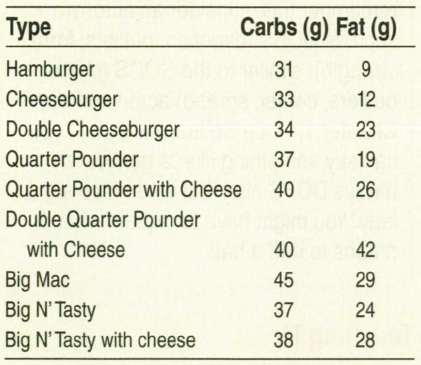 Type Carbs (g) Fat (g)
Hamburger 31 9
Cheeseburger 33 12
Double Cheeseburger 34 23
Quarter Pounder 37 19
Quarter Pounder with Cheese 40 26
Double Quarter Pounder
with Cheese 40 42
Big Mac 45 29
Big N' Tasty 37 24
Big N' Tasty with cheese 38 28